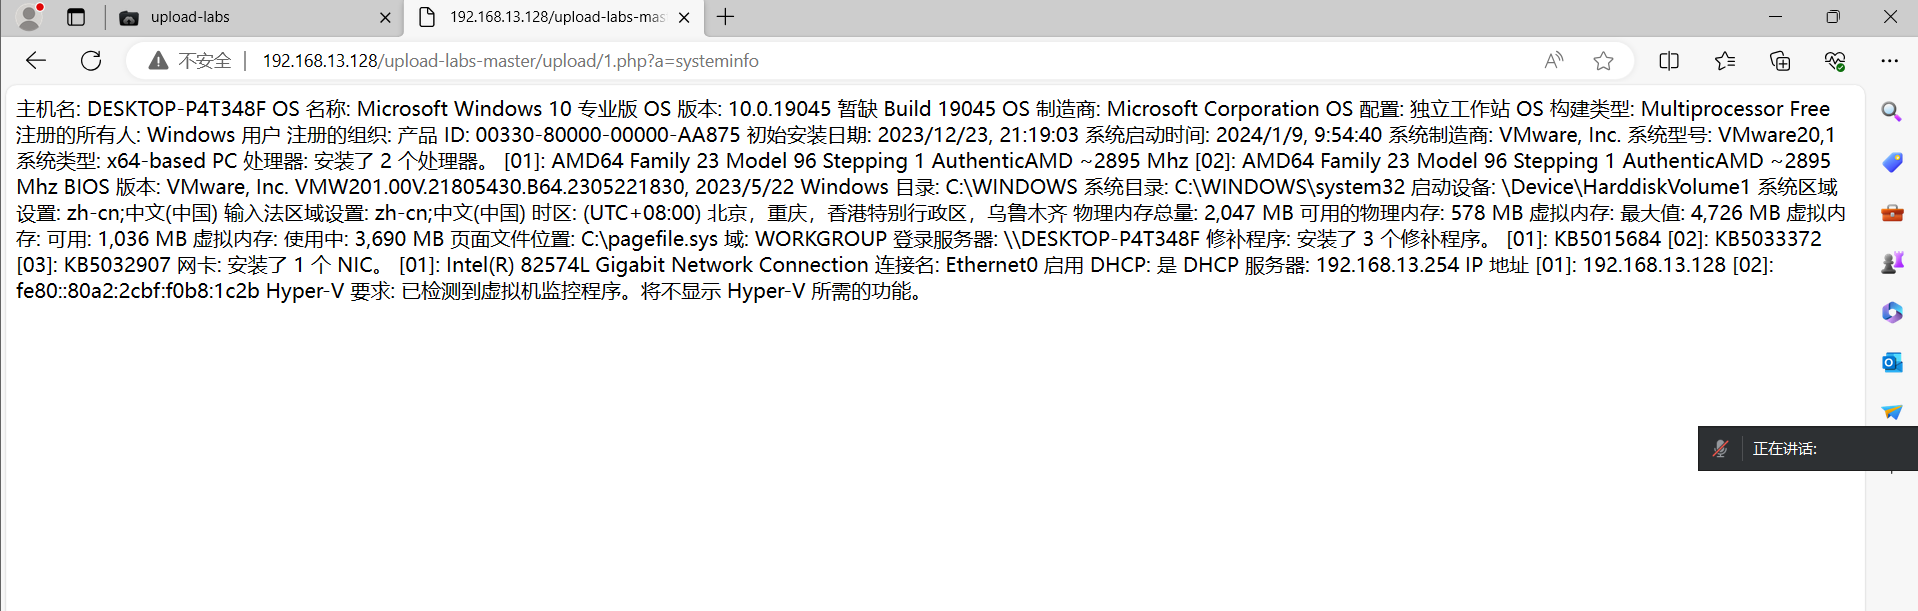 upload-labs
192.168.13.128/upload-labs-mas
不安全 | 192.168.13.128/upload-labs-master/upload/1.php?a=systeminfo
主机名: DESKTOP-P4T348F OS 名称: Microsoft Windows 10 专业版 OS 版本: 10.0.19045 暂缺 Build 19045 OS 制造商: Microsoft Corporation OS 配置: 独立工作站 OS 构建类型: Multiprocessor Free
注册的所有人: Windows 用户 注册的组织: 产品 ID: 00330-80000-00000-AA875 初始安装日期: 2023/12/23, 21:19:03 系统启动时间: 2024/1/9, 9:54:40 系统制造商: VMware, Inc. 系统型号: VMware20,1
系统类型: x64-based PC 处理器: 安装了 2 个处理器。 [01]: AMD64 Family 23 Model 96 Stepping 1 AuthenticAMD ~2895 Mhz [02]: AMD64 Family 23 Model 96 Stepping 1 AuthenticAMD ~2895
Mhz BIOS 版本: VMware, Inc. VMW201.00V.21805430.B64.2305221830, 2023/5/22 Windows 目录: C:\WINDOWS 系统目录: C:\WINDOWS\system32 启动设备: \Device\HarddiskVolume1 系统区域
设置: zh-cn;中文(中国) 输入法区域设置: zh-cn;中文(中国) 时区: (UTC+08:00) 北京，重庆，香港特别行政区，乌鲁木齐 物理内存总量: 2,047 MB 可用的物理内存: 578 MB 虚拟内存: 最大值: 4,726 MB 虚拟内
存: 可用: 1,036 MB 虚拟内存: 使用中: 3,690 MB 页面文件位置: C:\pagefile.sys 域: WORKGROUP 登录服务器: \\DESKTOP-P4T348F 修补程序: 安装了 3 个修补程序。 [01]: KB5015684 [02]: KB5033372
[03]: KB5032907 网卡: 安装了 1 个 NIC。 [01]: Intel(R) 82574L Gigabit Network Connection 连接名: Ethernet0 启用 DHCP: 是 DHCP 服务器: 192.168.13.254 IP 地址 [01]: 192.168.13.128 [02]:
fe80::80a2:2cbf:f0b8:1c2b Hyper-V 要求: 已检测到虚拟机监控程序。将不显示 Hyper-V 所需的功能。
正在讲话: